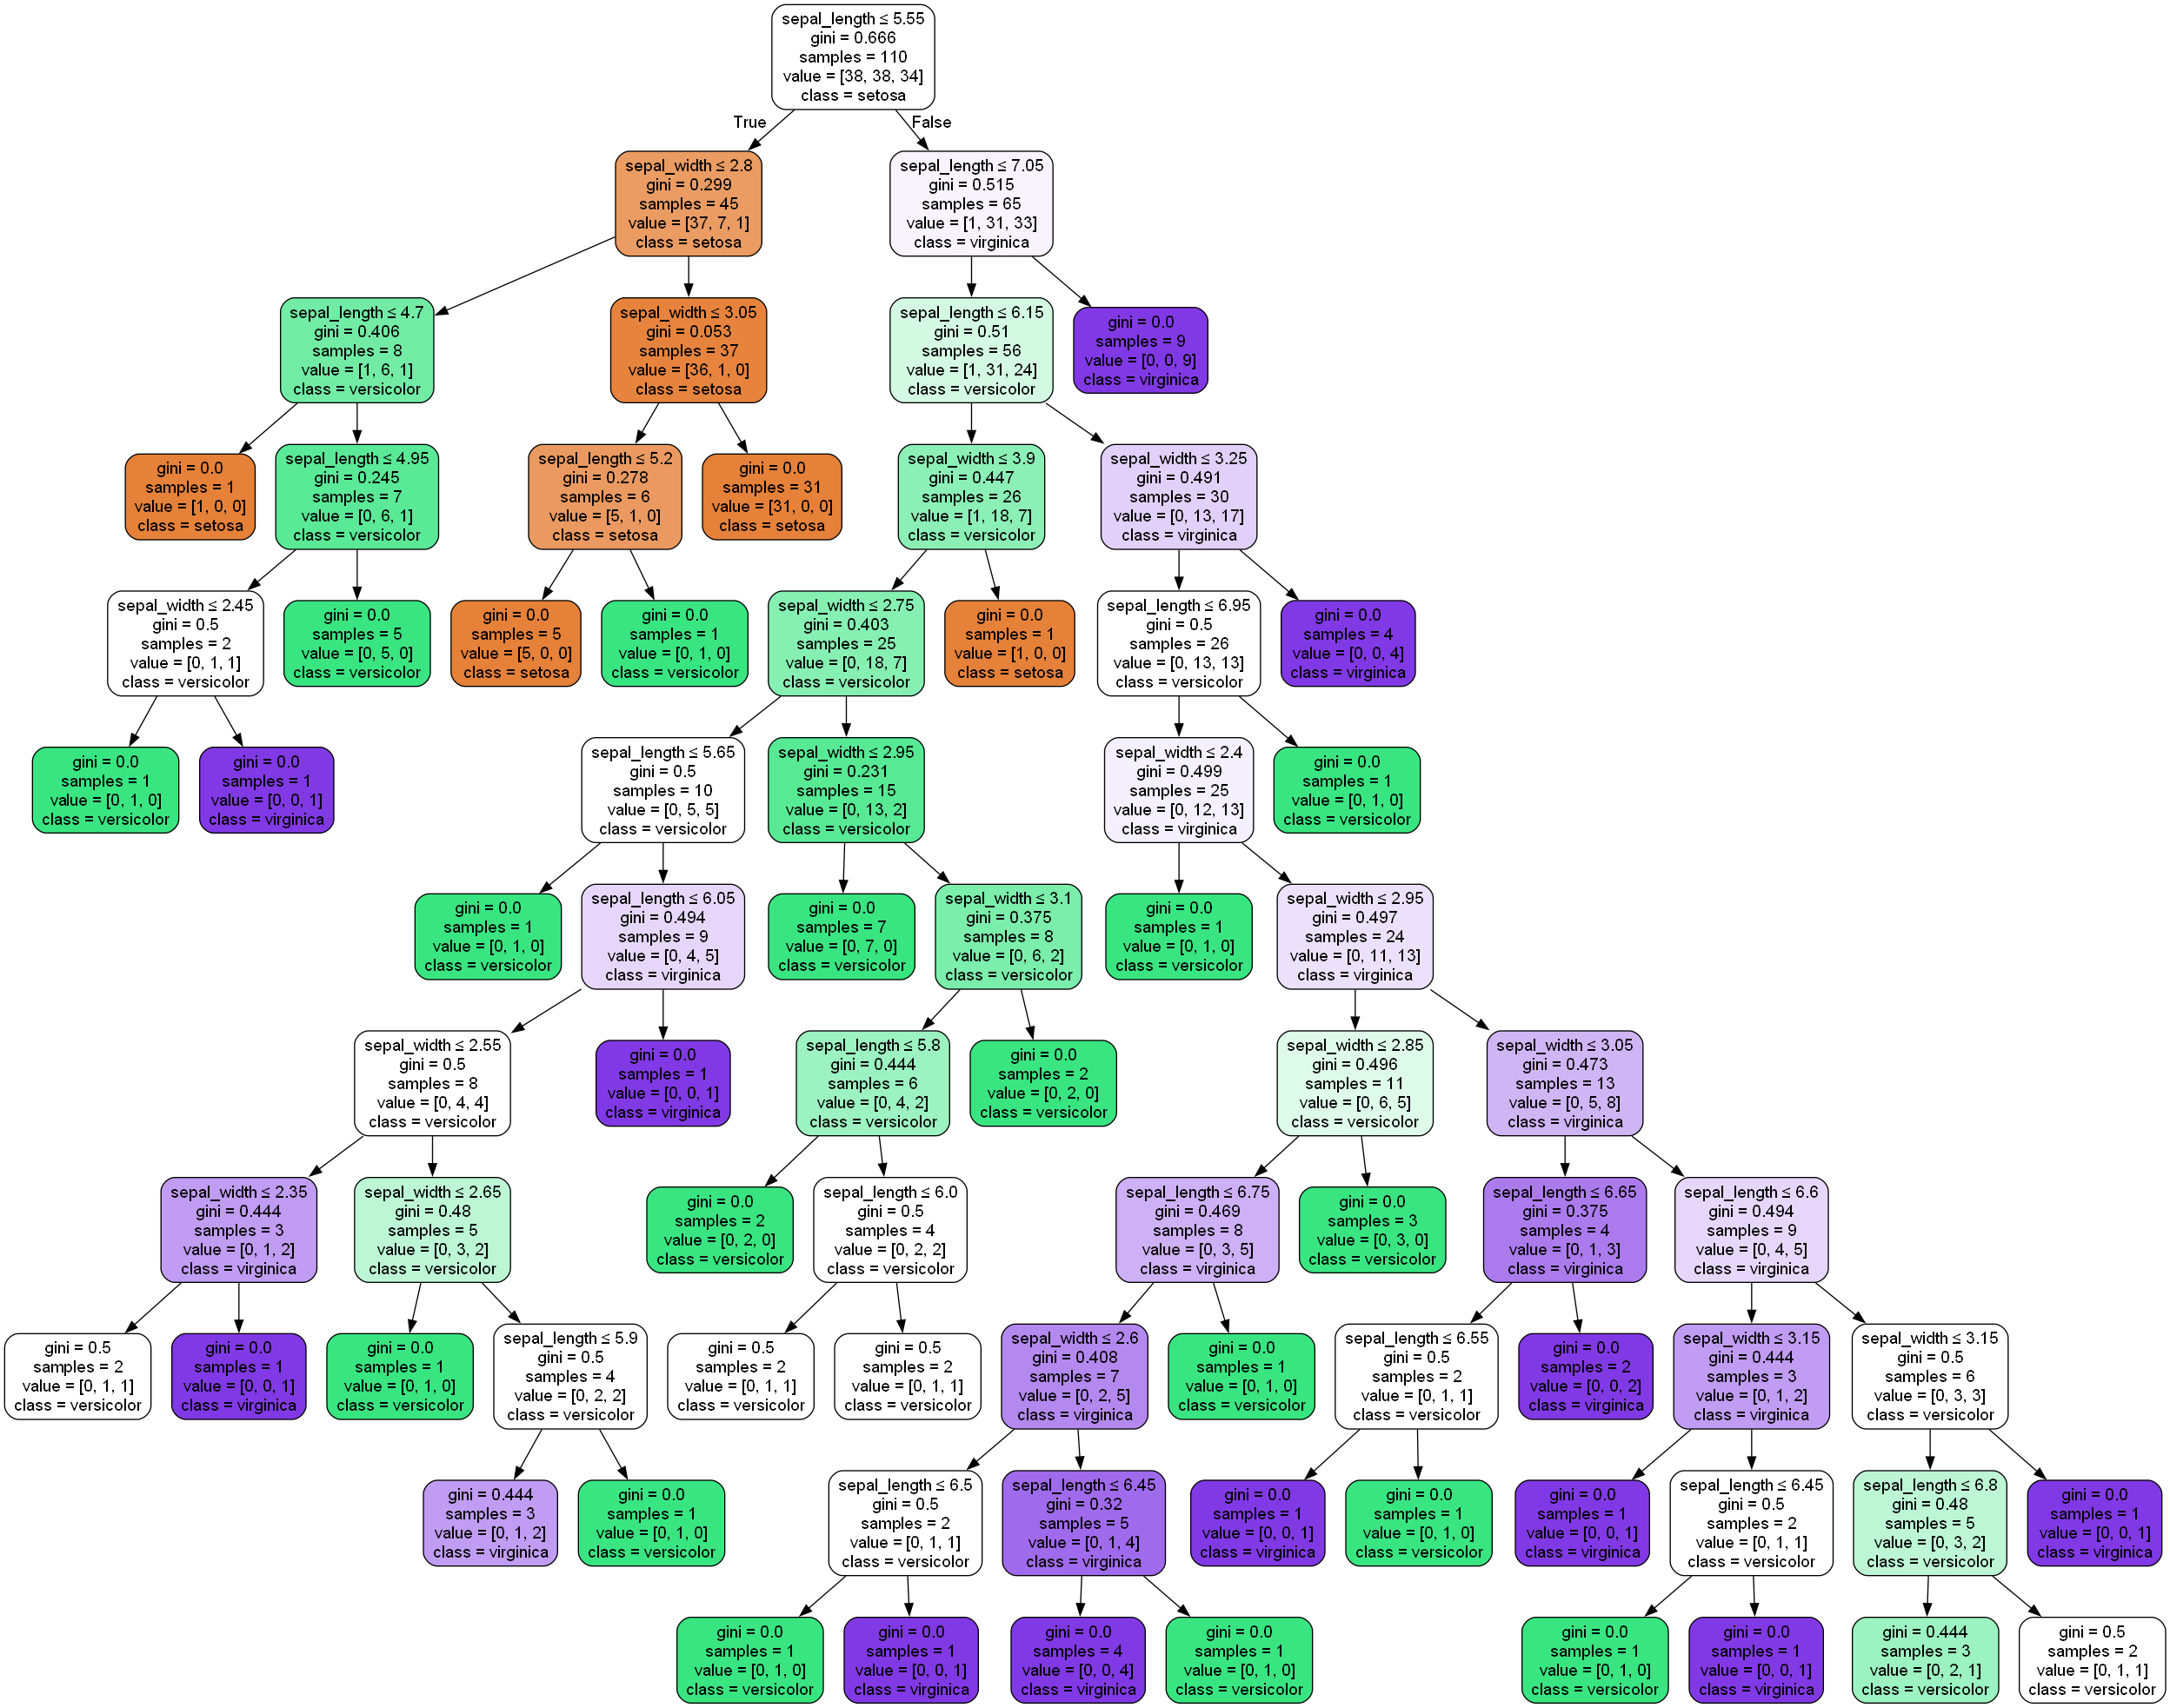 sepal_length ≤ 5.55
gini = 0.666
samples = 110
value = [38, 38, 34]
class = setosa
True
False
sepal_width ≤ 2.8
gini = 0.299
samples = 45
value = [37, 7, 1]
class = setosa
sepal_length ≤ 7.05
gini = 0.515
samples = 65
value = [1, 31, 33]
class = virginica
sepal_length ≤ 4.7
gini = 0.406
samples = 8
value = [1, 6, 1]
class = versicolor
sepal_width ≤ 3.05
gini = 0.053
samples = 37
value = [36, 1, 0]
class = setosa
sepal_length ≤ 6.15
gini = 0.51
samples = 56
value = [1, 31, 24]
class = versicolor
gini = 0.0
samples = 9
value = [0, 0, 9]
class = virginica
gini = 0.0
samples = 1
value = [1, 0, 0]
class = setosa
sepal_length ≤ 4.95
gini = 0.245
samples = 7
value = [0, 6, 1]
class = versicolor
sepal_length ≤ 5.2
gini = 0.278
samples = 6
value = [5, 1, 0]
class = setosa
gini = 0.0
samples = 31
value = [31, 0, 0]
class = setosa
sepal_width ≤ 3.9
gini = 0.447
samples = 26
value = [1, 18, 7]
class = versicolor
sepal_width ≤ 3.25
gini = 0.491
samples = 30
value = [0, 13, 17]
class = virginica
sepal_width ≤ 2.45
gini = 0.5
samples = 2
value = [0, 1, 1]
class = versicolor
gini = 0.0
samples = 5
value = [0, 5, 0]
class = versicolor
gini = 0.0
samples = 5
value = [5, 0, 0]
class = setosa
gini = 0.0
samples = 1
value = [0, 1, 0]
class = versicolor
sepal_width ≤ 2.75
gini = 0.403
samples = 25
value = [0, 18, 7]
class = versicolor
gini = 0.0
samples = 1
value = [1, 0, 0]
class = setosa
sepal_length ≤ 6.95
gini = 0.5
samples = 26
value = [0, 13, 13]
class = versicolor
gini = 0.0
samples = 4
value = [0, 0, 4]
class = virginica
gini = 0.0
samples = 1
value = [0, 1, 0]
class = versicolor
gini = 0.0
samples = 1
value = [0, 0, 1]
class = virginica
sepal_length ≤ 5.65
gini = 0.5
samples = 10
value = [0, 5, 5]
class = versicolor
sepal_width ≤ 2.95
gini = 0.231
samples = 15
value = [0, 13, 2]
class = versicolor
sepal_width ≤ 2.4
gini = 0.499
samples = 25
value = [0, 12, 13]
class = virginica
gini = 0.0
samples = 1
value = [0, 1, 0]
class = versicolor
gini = 0.0
samples = 1
value = [0, 1, 0]
class = versicolor
sepal_length ≤ 6.05
gini = 0.494
samples = 9
value = [0, 4, 5]
class = virginica
gini = 0.0
samples = 7
value = [0, 7, 0]
class = versicolor
sepal_width ≤ 3.1
gini = 0.375
samples = 8
value = [0, 6, 2]
class = versicolor
gini = 0.0
samples = 1
value = [0, 1, 0]
class = versicolor
sepal_width ≤ 2.95
gini = 0.497
samples = 24
value = [0, 11, 13]
class = virginica
sepal_width ≤ 2.55
gini = 0.5
samples = 8
value = [0, 4, 4]
class = versicolor
gini = 0.0
samples = 1
value = [0, 0, 1]
class = virginica
sepal_length ≤ 5.8
gini = 0.444
samples = 6
value = [0, 4, 2]
class = versicolor
gini = 0.0
samples = 2
value = [0, 2, 0]
class = versicolor
sepal_width ≤ 2.85
gini = 0.496
samples = 11
value = [0, 6, 5]
class = versicolor
sepal_width ≤ 3.05
gini = 0.473
samples = 13
value = [0, 5, 8]
class = virginica
sepal_width ≤ 2.35
gini = 0.444
samples = 3
value = [0, 1, 2]
class = virginica
sepal_width ≤ 2.65
gini = 0.48
samples = 5
value = [0, 3, 2]
class = versicolor
gini = 0.0
samples = 2
value = [0, 2, 0]
class = versicolor
sepal_length ≤ 6.0
gini = 0.5
samples = 4
value = [0, 2, 2]
class = versicolor
sepal_length ≤ 6.75
gini = 0.469
samples = 8
value = [0, 3, 5]
class = virginica
gini = 0.0
samples = 3
value = [0, 3, 0]
class = versicolor
sepal_length ≤ 6.65
gini = 0.375
samples = 4
value = [0, 1, 3]
class = virginica
sepal_length ≤ 6.6
gini = 0.494
samples = 9
value = [0, 4, 5]
class = virginica
gini = 0.5
samples = 2
value = [0, 1, 1]
class = versicolor
gini = 0.0
samples = 1
value = [0, 0, 1]
class = virginica
gini = 0.0
samples = 1
value = [0, 1, 0]
class = versicolor
sepal_length ≤ 5.9
gini = 0.5
samples = 4
value = [0, 2, 2]
class = versicolor
gini = 0.5
samples = 2
value = [0, 1, 1]
class = versicolor
gini = 0.5
samples = 2
value = [0, 1, 1]
class = versicolor
sepal_width ≤ 2.6
gini = 0.408
samples = 7
value = [0, 2, 5]
class = virginica
gini = 0.0
samples = 1
value = [0, 1, 0]
class = versicolor
sepal_length ≤ 6.55
gini = 0.5
samples = 2
value = [0, 1, 1]
class = versicolor
gini = 0.0
samples = 2
value = [0, 0, 2]
class = virginica
sepal_width ≤ 3.15
gini = 0.444
samples = 3
value = [0, 1, 2]
class = virginica
sepal_width ≤ 3.15
gini = 0.5
samples = 6
value = [0, 3, 3]
class = versicolor
gini = 0.444
samples = 3
value = [0, 1, 2]
class = virginica
gini = 0.0
samples = 1
value = [0, 1, 0]
class = versicolor
sepal_length ≤ 6.5
gini = 0.5
samples = 2
value = [0, 1, 1]
class = versicolor
sepal_length ≤ 6.45
gini = 0.32
samples = 5
value = [0, 1, 4]
class = virginica
gini = 0.0
samples = 1
value = [0, 0, 1]
class = virginica
gini = 0.0
samples = 1
value = [0, 1, 0]
class = versicolor
gini = 0.0
samples = 1
value = [0, 0, 1]
class = virginica
sepal_length ≤ 6.45
gini = 0.5
samples = 2
value = [0, 1, 1]
class = versicolor
sepal_length ≤ 6.8
gini = 0.48
samples = 5
value = [0, 3, 2]
class = versicolor
gini = 0.0
samples = 1
value = [0, 0, 1]
class = virginica
gini = 0.0
samples = 1
value = [0, 1, 0]
class = versicolor
gini = 0.0
samples = 1
value = [0, 0, 1]
class = virginica
gini = 0.0
samples = 4
value = [0, 0, 4]
class = virginica
gini = 0.0
samples = 1
value = [0, 1, 0]
class = versicolor
gini = 0.0
samples = 1
value = [0, 1, 0]
class = versicolor
gini = 0.0
samples = 1
value = [0, 0, 1]
class = virginica
gini = 0.444
samples = 3
value = [0, 2, 1]
class = versicolor
gini = 0.5
samples = 2
value = [0, 1, 1]
class = versicolor